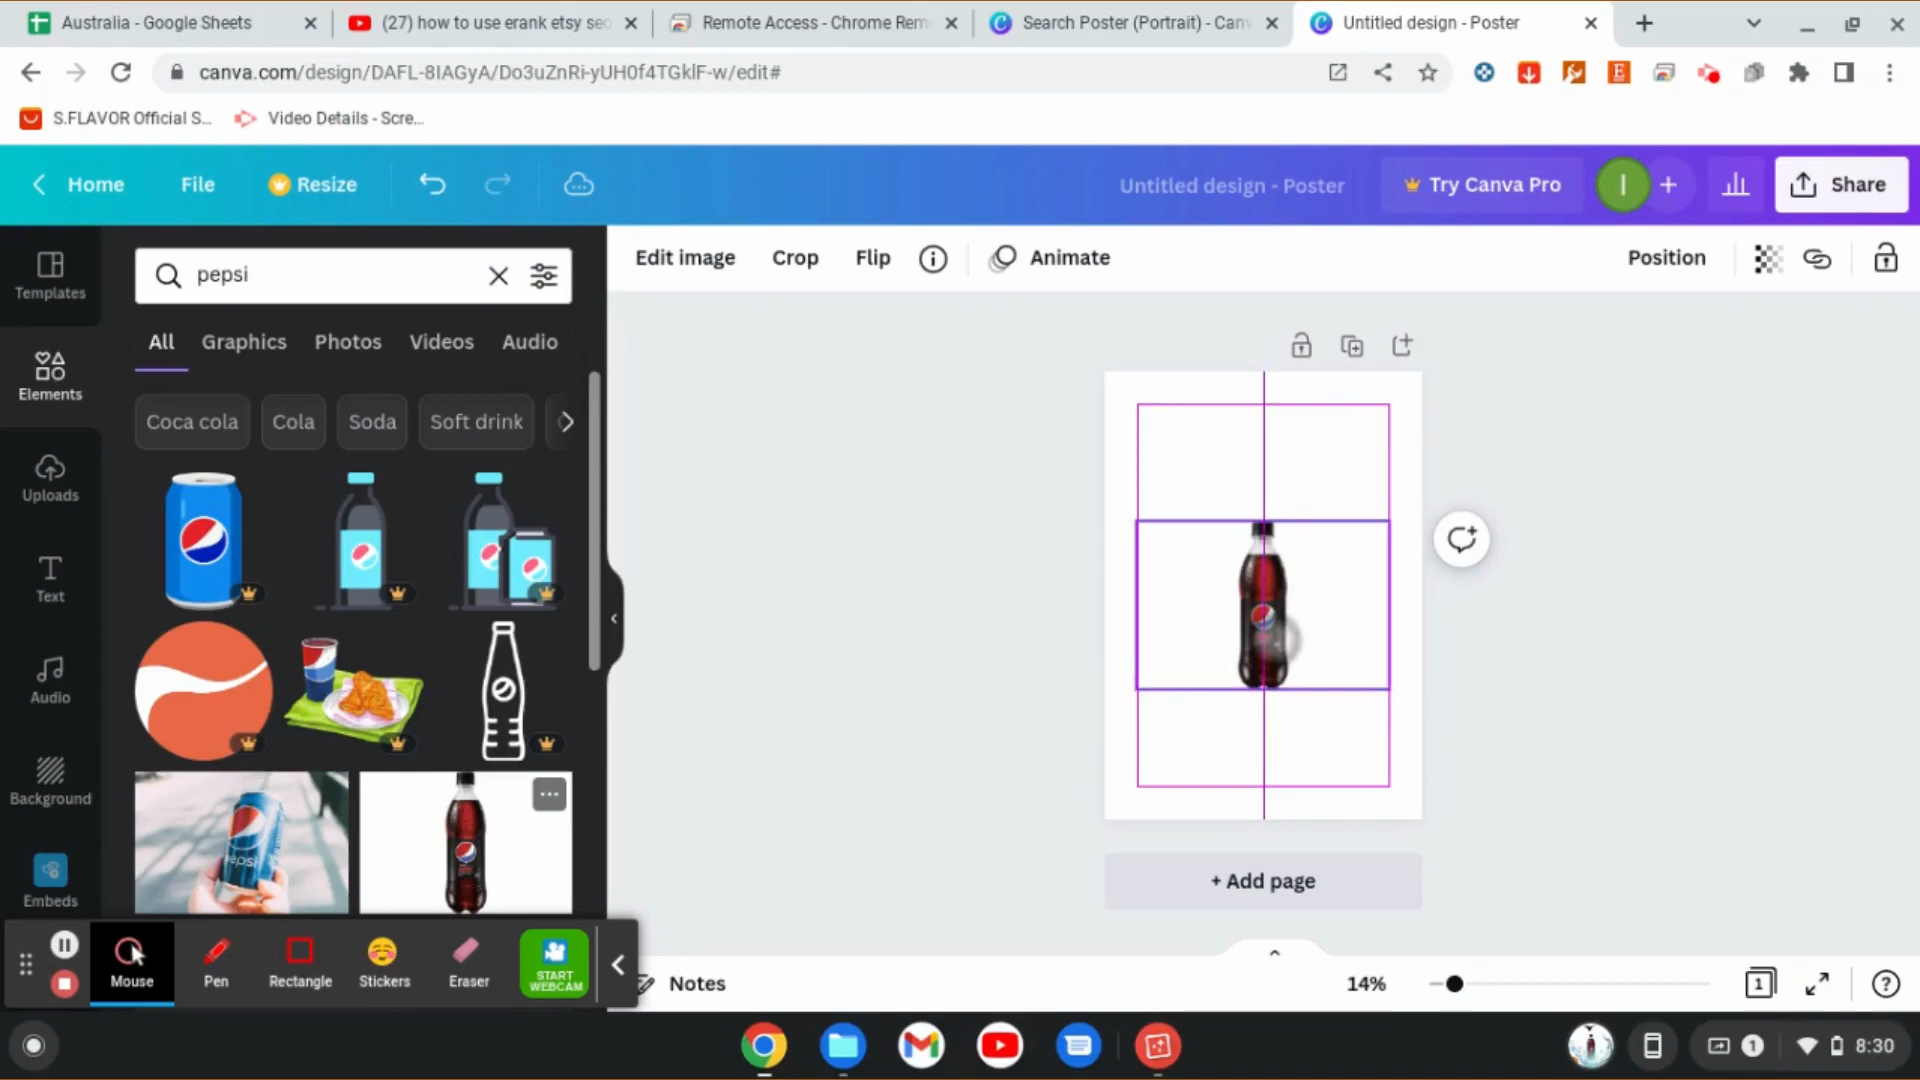 Australia - Google Sheets
(27) how to use erank etsy seo
Remote Access - Chrome Rem
Search Poster (Portrait) - Canv
Untitled design - Poster
canva.com/design/DAFL-8IAGyA/Do3uZnRi-yUH0f4TGklF-w/edit#
S.FLAVOR Official S...
Video Details - Scre...
Home
File
Resize
Untitled design - Poster
Try Canva Pro
I
Share
Templates
Elements
Uploads
Text
Audio
Background
Embeds
pepsi
All
Graphics
Photos
Videos
Audio
Coca cola
Cola
Soda
Soft drink
pepsi
Edit image
Crop
Flip
Animate
Position
+ Add page
Mouse
Pen
Rectangle
Stickers
Eraser
START
WEBCAM
Notes
14%
1
?
1
8:30